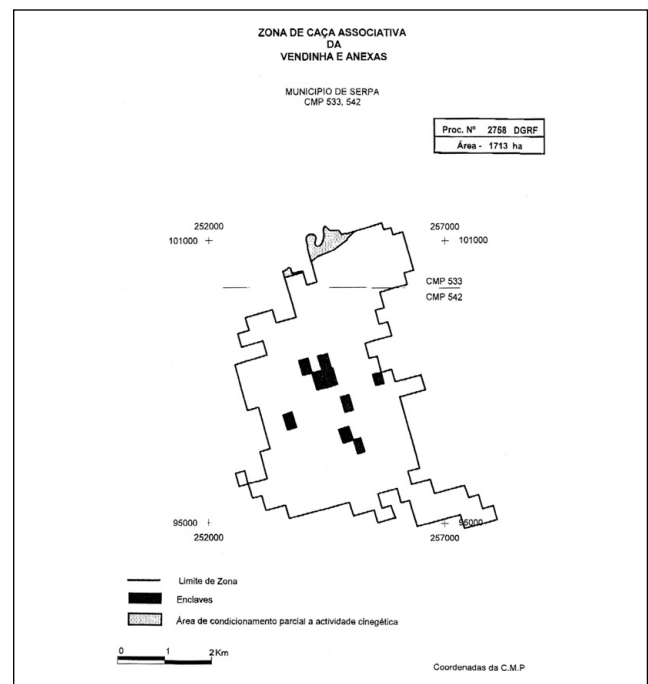 ZONA DE CAÇA ASSOCIATIVA
DA
VENDINHA E ANEXAS
MUNICIPIO DE SERPA
CMP 533, 542
Proc. Nº 2758 DGRF
Área - 1713 ha
252000
257000
101000
101000
CMP 533
CMP 542
95000
95000
252000
257000
Limite de Zona
Enclaves
Área de condicionamento parcial a actividade cinegética
0 1 2 Km
Coordenadas da C.M.P